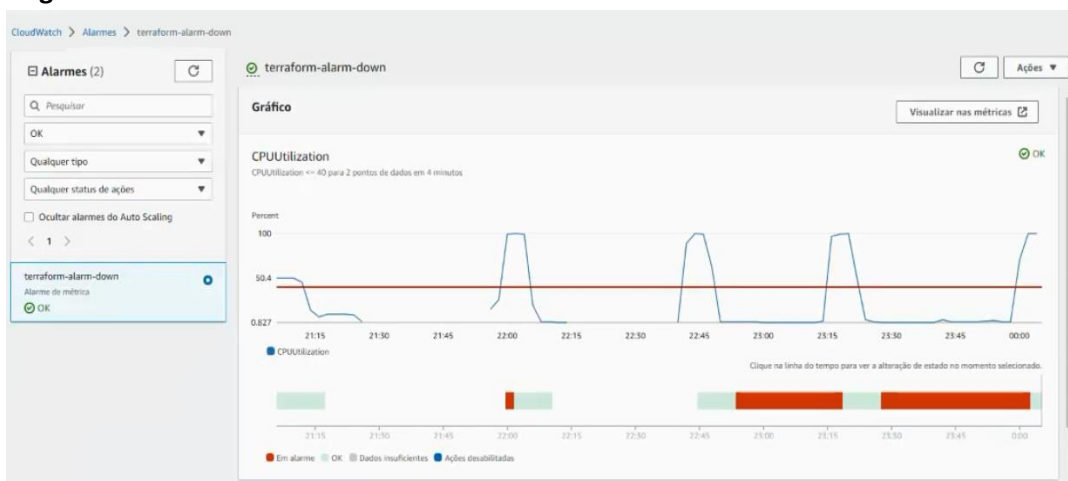 CloudWatch > Alarmes > terraform-alarm-down
Alarmes (2)
Pesquisar
OK
Qualquer tipo
Qualquer status de ações
Ocultar alarmes do Auto Scaling
< 1 >
terraform-alarm-down
Alarme de métrica
OK
terraform-alarm-down
Ações
Gráfico
Visualizar nas métricas
CPUUtilization
OK
CPUUtilization <= 40 para 2 pontos de dados em 4 minutos
Percent
100
50.4
0.827
21:15 21:30 21:45 22:00 22:15 22:30 22:45 23:00 23:15 23:30 23:45 00:00
CPUUtilization
Clique na linha do tempo para ver a alteração de estado no momento selecionado.
21:15 21:30 21:45 22:00 22:15 22:30 22:45 23:00 23:15 23:30 23:45 0:00
Em alarme OK Dados insuficientes Ações desabilitadas